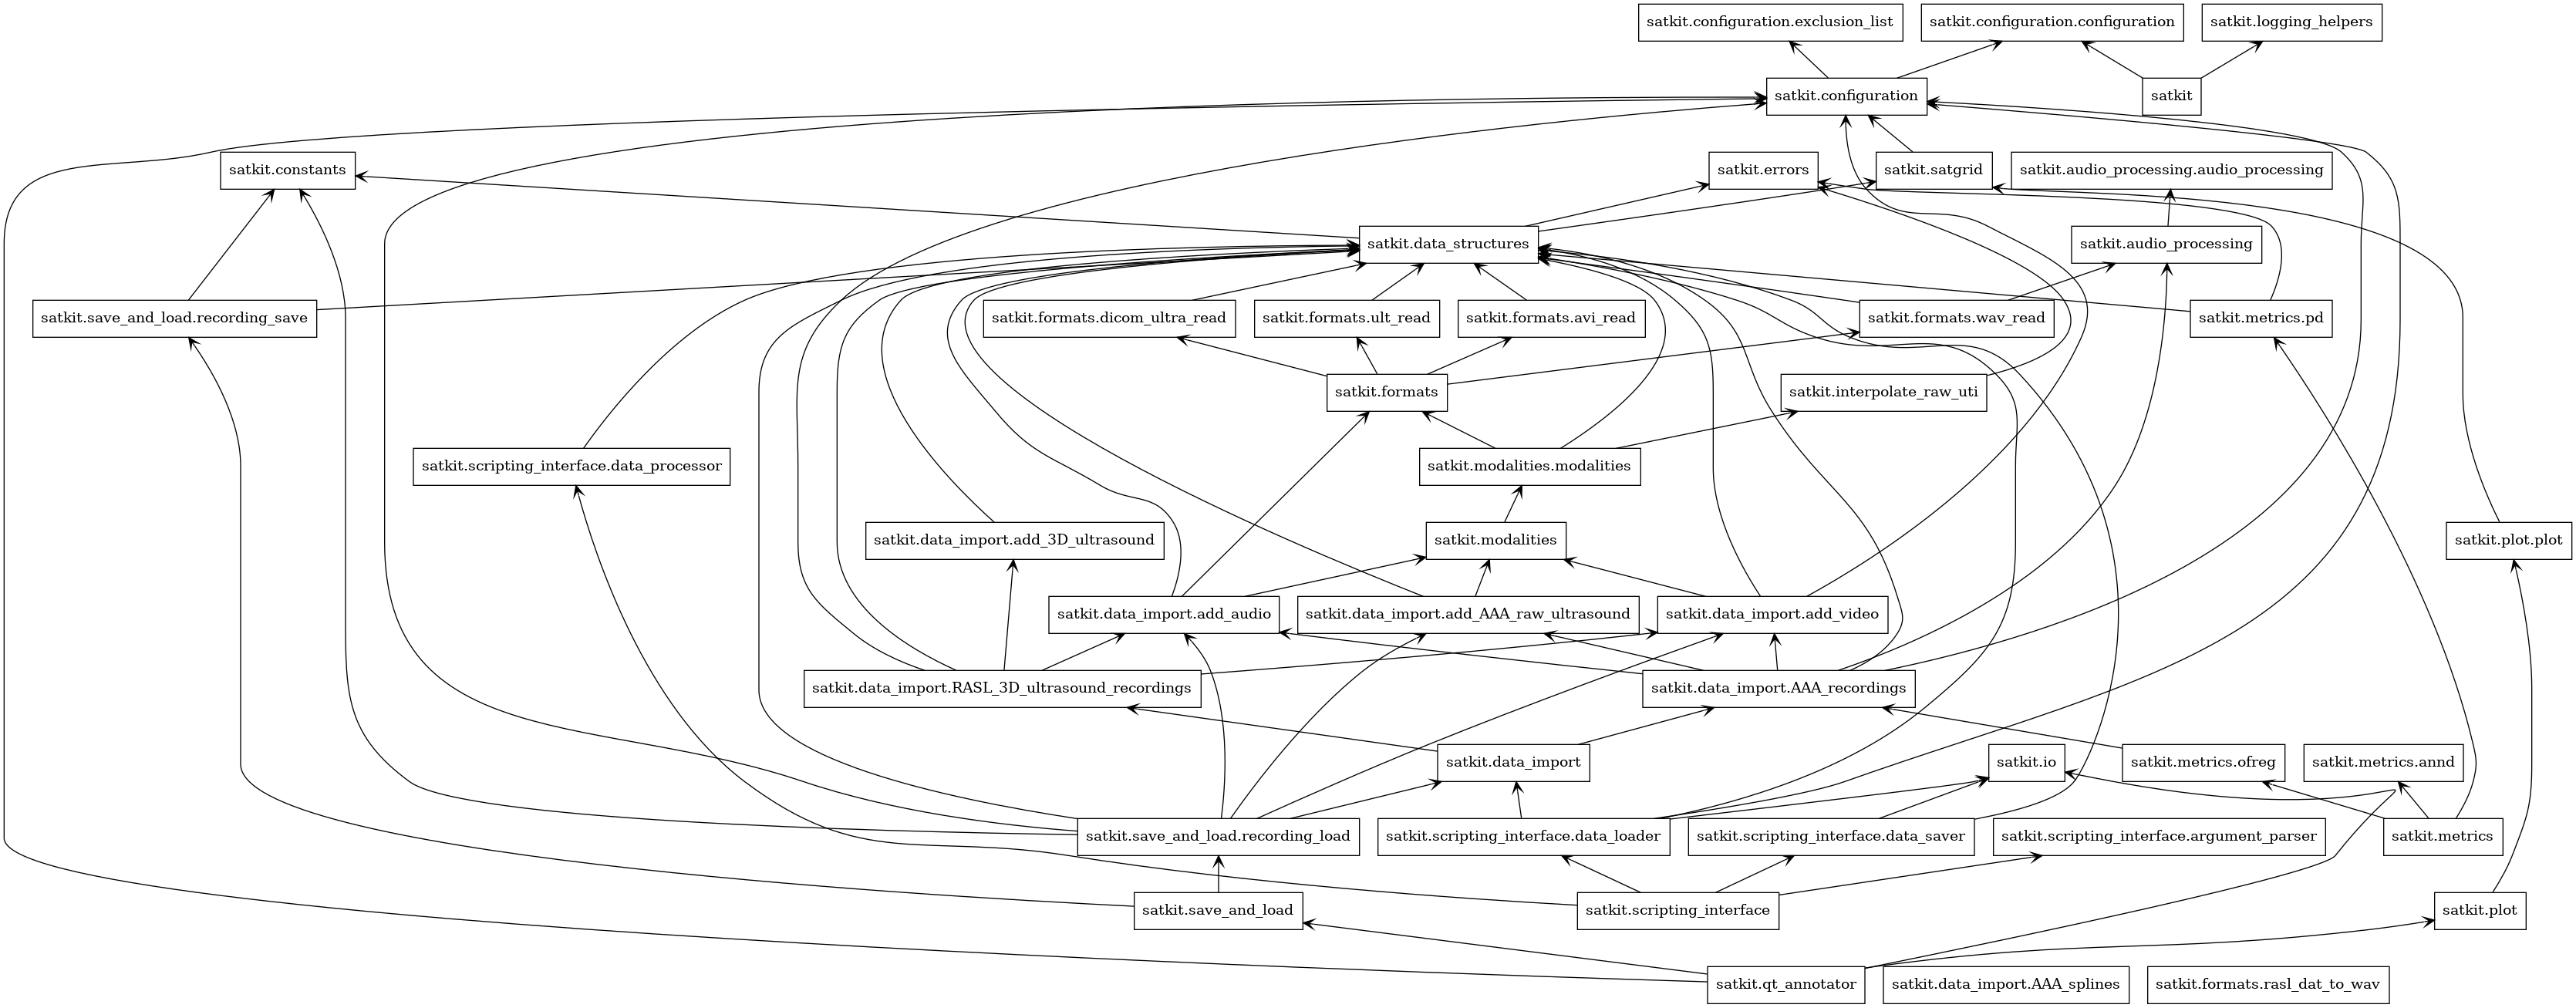 satkit.configuration.exclusion_list
satkit.configuration.configuration
satkit.logging_helpers
satkit.configuration
satkit
satkit.constants
satkit.errors
satkit.satgrid
satkit.audio_processing.audio_processing
satkit.data_structures
satkit.audio_processing
satkit.save_and_load.recording_save
satkit.formats.dicom_ultra_read
satkit.formats.ult_read
satkit.formats.avi_read
satkit.formats.wav_read
satkit.metrics.pd
satkit.formats
satkit.interpolate_raw_uti
satkit.scripting_interface.data_processor
satkit.modalities.modalities
satkit.data_import.add_3D_ultrasound
satkit.modalities
satkit.plot.plot
satkit.data_import.add_audio
satkit.data_import.add_AAA_raw_ultrasound
satkit.data_import.add_video
satkit.data_import.RASL_3D_ultrasound_recordings
satkit.data_import.AAA_recordings
satkit.data_import
satkit.io
satkit.metrics.ofreg
satkit.metrics.annd
satkit.save_and_load.recording_load
satkit.scripting_interface.data_loader
satkit.scripting_interface.data_saver
satkit.scripting_interface.argument_parser
satkit.metrics
satkit.save_and_load
satkit.scripting_interface
satkit.plot
satkit.qt_annotator
satkit.data_import.AAA_splines
satkit.formats.rasl_dat_to_wav